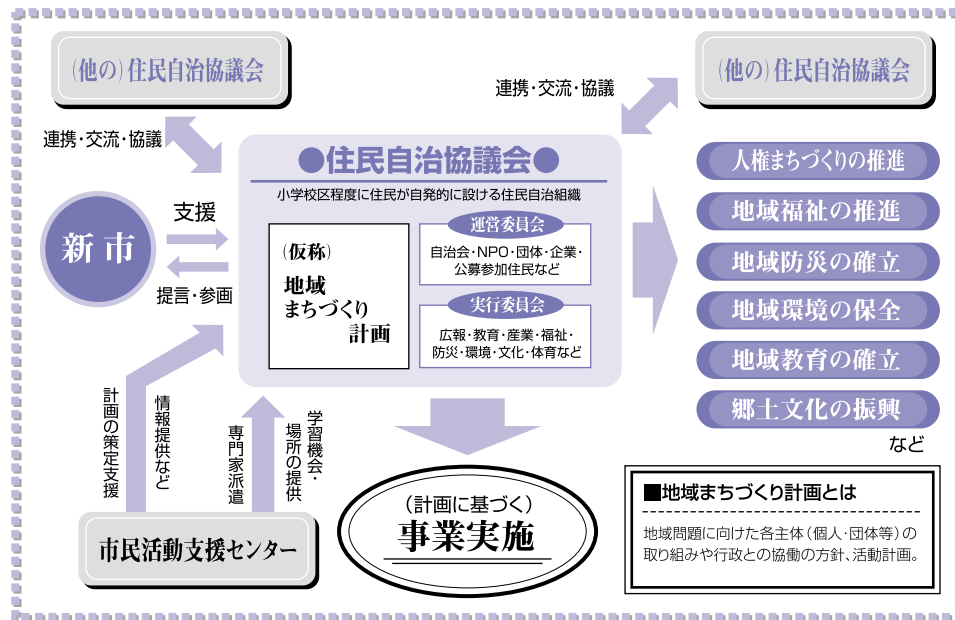 （他の）住民自治協議会
（他の）住民自治協議会
連携・交流・協議
連携・交流・協議
●住民自治協議会●
小学校区程度に住民が自発的に設ける住民自治組織
新市
支援
提言・参画
（仮称）
地域
まちづくり
計画
運営委員会
自治会・NPO・団体・企業・
公募参加住民など
実行委員会
広報・教育・産業・福祉・
防災・環境・文化・体育など
人権まちづくりの推進
地域福祉の推進
地域防災の確立
地域環境の保全
地域教育の確立
郷土文化の振興
など
計画の策定支援
情報提供など
専門家派遣
学習機会・
場所の提供
市民活動支援センター
（計画に基づく）
事業実施
■地域まちづくり計画とは
地域問題に向けた各主体（個人・団体等）の
取り組みや行政との協働の方針、活動計画。